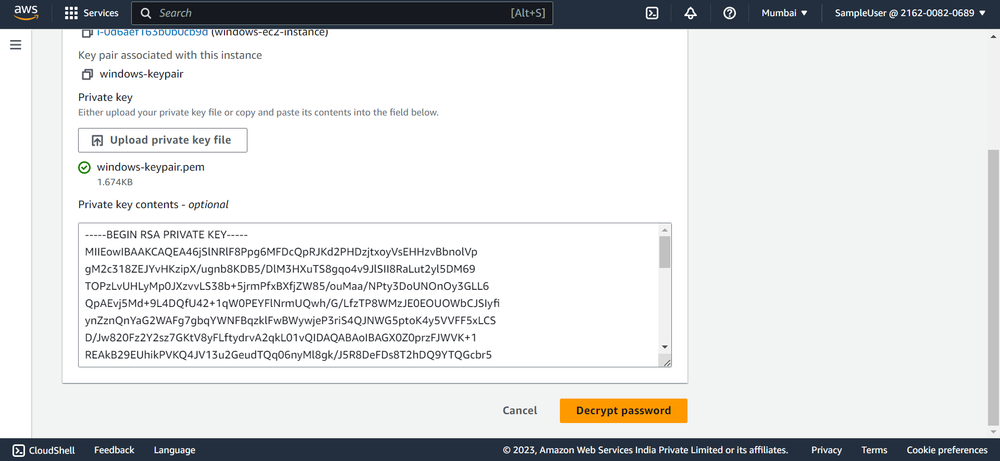 aws
Services
Search
[Alt+S]
Mumbai
SampleUser @ 2162-0082-0689
i-0d6aef163b0b0cb9d (windows-ec2-instance)
Key pair associated with this instance
windows-keypair
Private key
Either upload your private key file or copy and paste its contents into the field below.
Upload private key file
windows-keypair.pem
1.674KB
Private key contents - optional
-----BEGIN RSA PRIVATE KEY-----
MIIEowIBAAKCAQEA46jSlNRlF8Ppg6MFDcQpRJKd2PHDzjtxoyVsEHHzvBbnolVp
gM2c318ZEJYvHKzipX/ugnb8KDB5/DlM3HXuTS8gqo4v9JlSII8RaLut2yl5DM69
TOPzLvUHLyMp0JXzvvLS38b+5jrmPfxBXfjZW85/ouMaa/NPty3DoUNOnOy3GLL6
QpAEvj5Md+9L4DQfU42+1qW0PEYFlNrmUQwh/G/LfzTP8WMzJE0EOUOWbCJSIyfi
ynZznQnYaG2WAFg7gbqYWNFBqzklFwBWywjeP3riS4QJNWG5ptoK4y5VVFF5xLCS
D/Jw820Fz2Y2sz7GKtV8yFLftydrvA2qkL01vQIDAQABAoIBAGX0Z0przFJWVK+1
REAkB29EUhikPVKQ4JV13u2GeudTQq06nyMl8gk/J5R8DeFDs8T2hDQ9YTQGcbr5
Cancel
Decrypt password
CloudShell
Feedback
Language
© 2023, Amazon Web Services India Private Limited or its affiliates.
Privacy
Terms
Cookie preferences